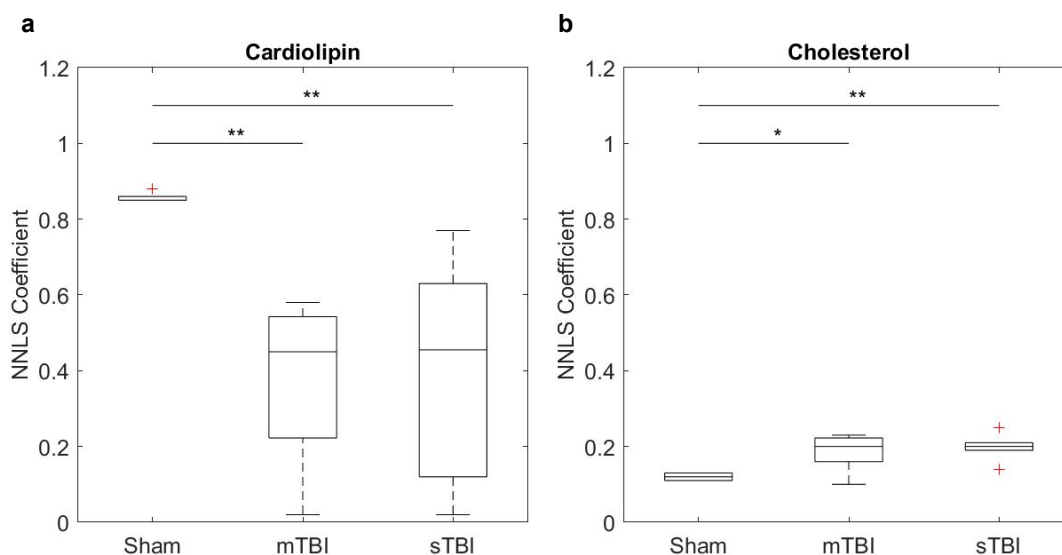 a
Cardiolipin
1.2
1
0.8
0.6
0.4
0.2
0
NNLS Coefficient
**
**
Sham mTBI sTBI
b
Cholesterol
1.2
1
0.8
0.6
0.4
0.2
0
NNLS Coefficient
**
*
Sham mTBI sTBI